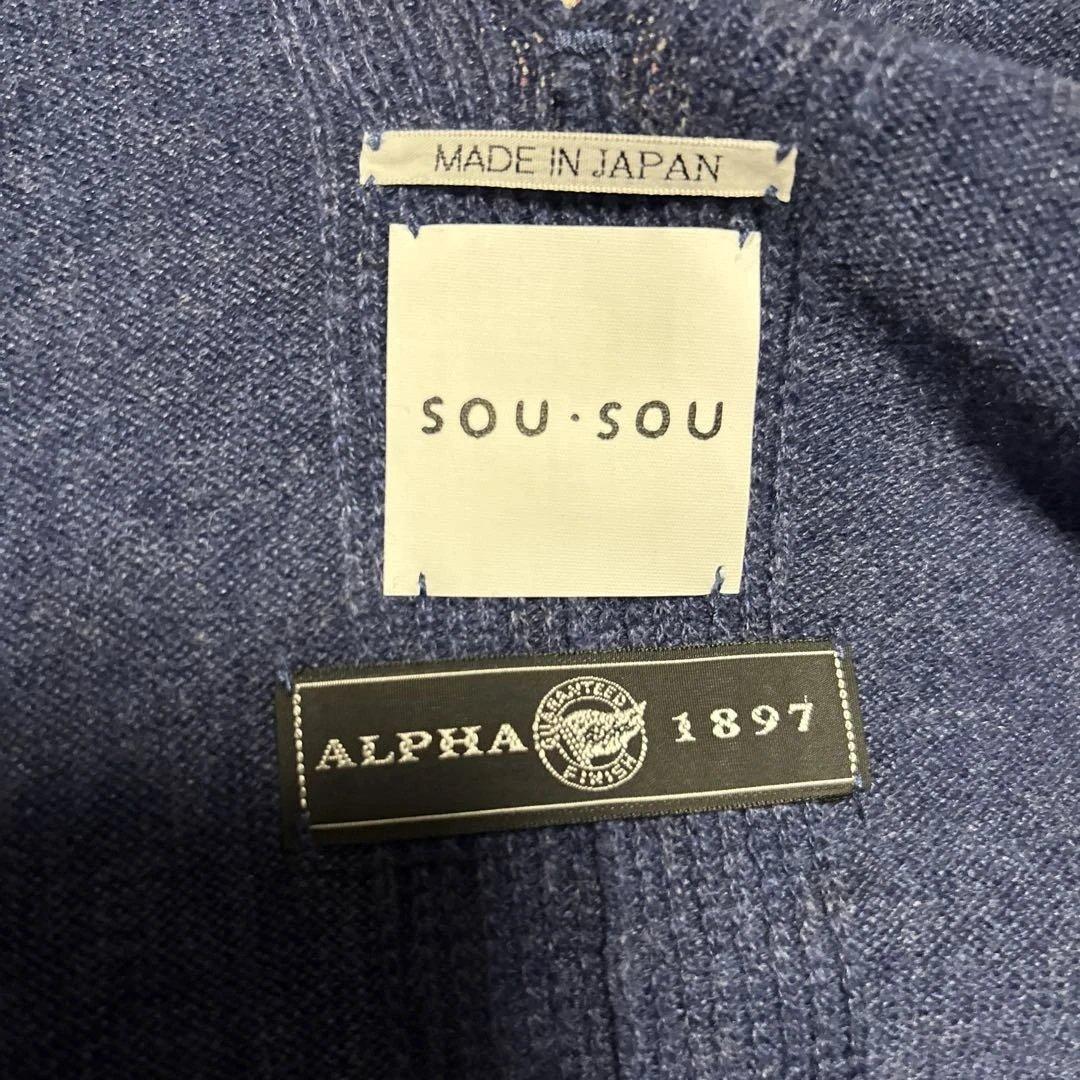 MADE IN JAPAN
SOU·SOU
ALPHA GUARANTEED FINISH 1897